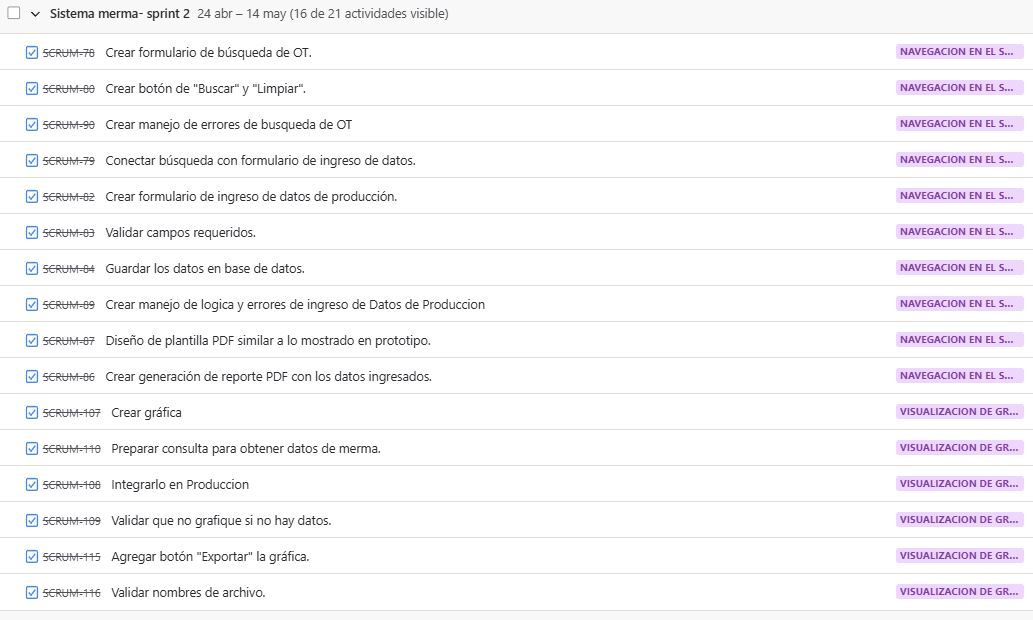 Sistema merma- sprint 2 24 abr – 14 may (16 de 21 actividades visible)
SCRUM-78 Crear formulario de búsqueda de OT. NAVEGACION EN EL S...
SCRUM-80 Crear botón de "Buscar" y "Limpiar". NAVEGACION EN EL S...
SCRUM-90 Crear manejo de errores de busqueda de OT NAVEGACION EN EL S...
SCRUM-79 Conectar búsqueda con formulario de ingreso de datos. NAVEGACION EN EL S...
SCRUM-82 Crear formulario de ingreso de datos de producción. NAVEGACION EN EL S...
SCRUM-83 Validar campos requeridos. NAVEGACION EN EL S...
SCRUM-84 Guardar los datos en base de datos. NAVEGACION EN EL S...
SCRUM-89 Crear manejo de logica y errores de ingreso de Datos de Produccion NAVEGACION EN EL S...
SCRUM-87 Diseño de plantilla PDF similar a lo mostrado en prototipo. NAVEGACION EN EL S...
SCRUM-86 Crear generación de reporte PDF con los datos ingresados. NAVEGACION EN EL S...
SCRUM-107 Crear gráfica VISUALIZACION DE GR...
SCRUM-110 Preparar consulta para obtener datos de merma. VISUALIZACION DE GR...
SCRUM-108 Integrarlo en Produccion VISUALIZACION DE GR...
SCRUM-109 Validar que no grafique si no hay datos. VISUALIZACION DE GR...
SCRUM-115 Agregar botón "Exportar" la gráfica. VISUALIZACION DE GR...
SCRUM-116 Validar nombres de archivo. VISUALIZACION DE GR...